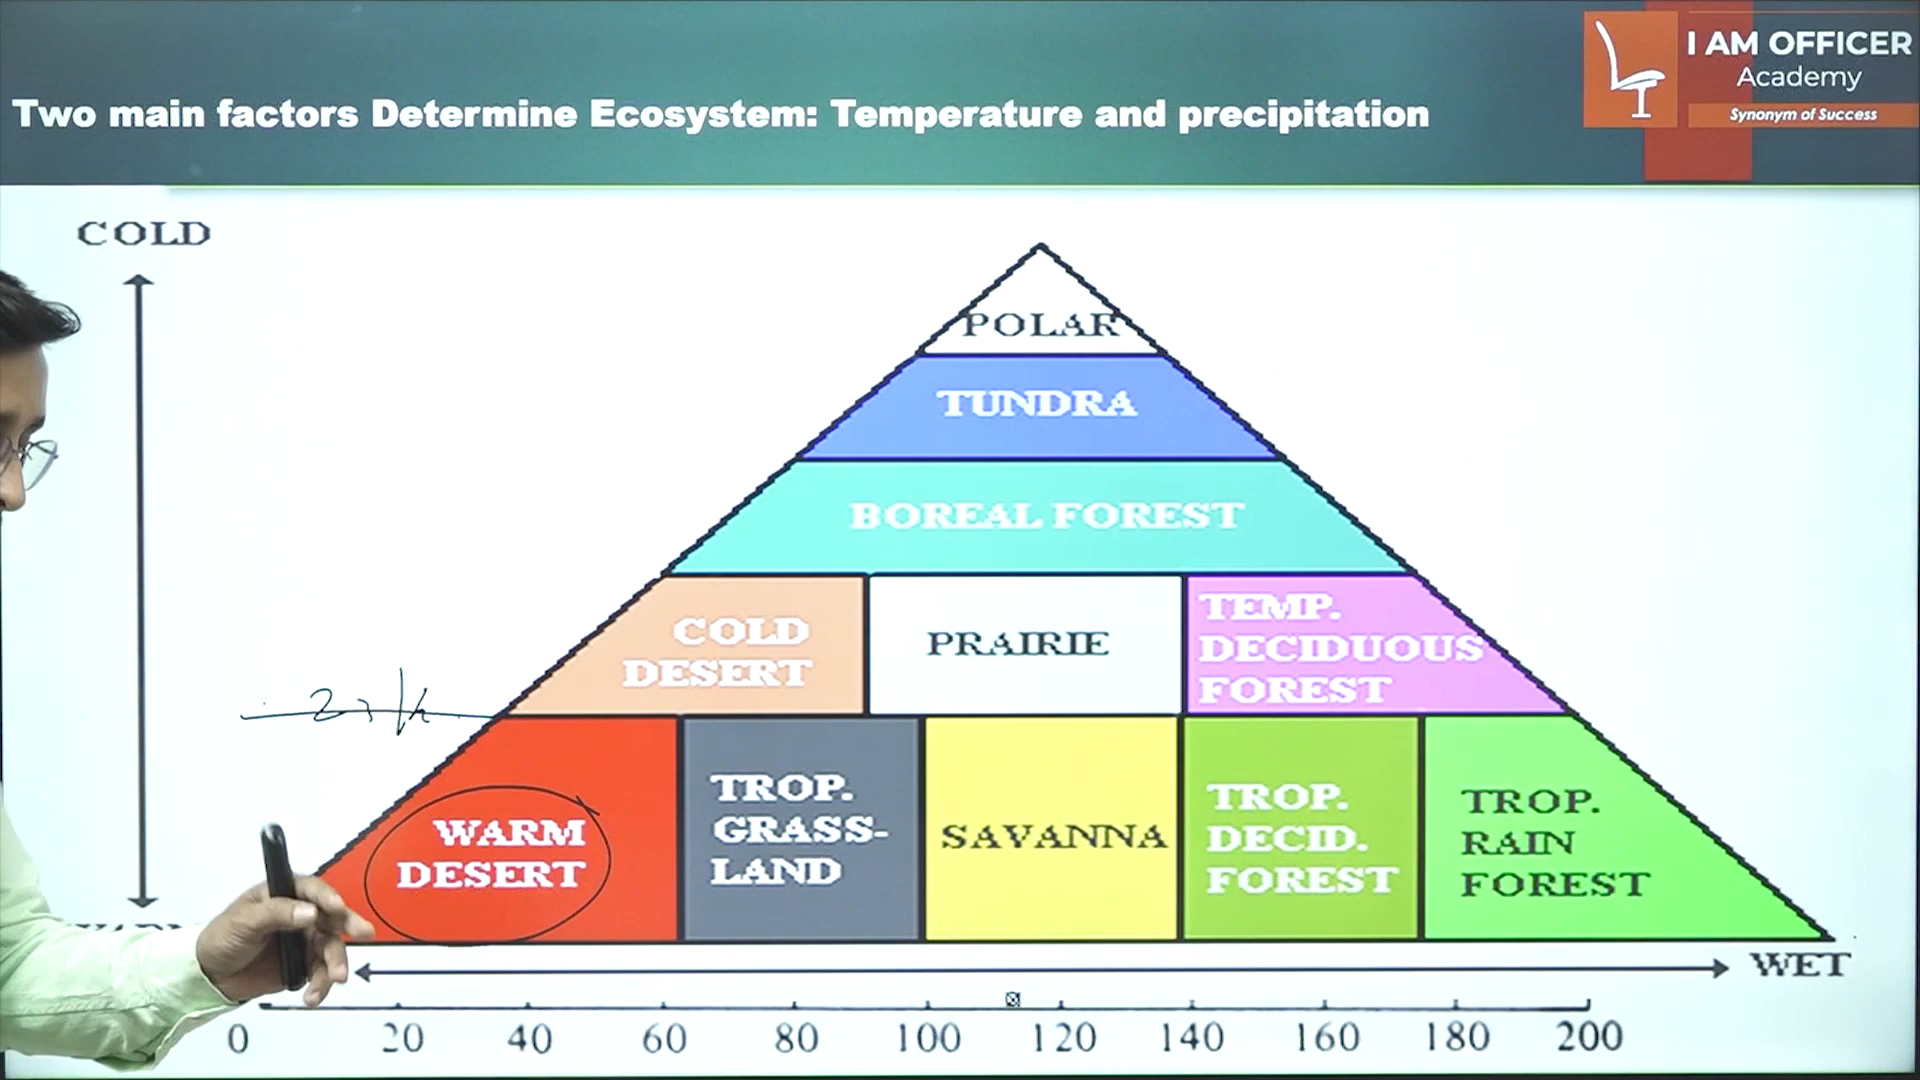 I AM OFFICER
Academy
Synonym of Success
Two main factors Determine Ecosystem: Temperature and precipitation
COLD
POLAR
TUNDRA
BOREAL FOREST
COLD
DESERT
PRAIRIE
TEMP.
DECIDUOUS
FOREST
WARM
DESERT
TROP.
GRASS-
LAND
SAVANNA
TROP.
DECID.
FOREST
TROP.
RAIN
FOREST
WET
0 20 40 60 80 100 120 140 160 180 200